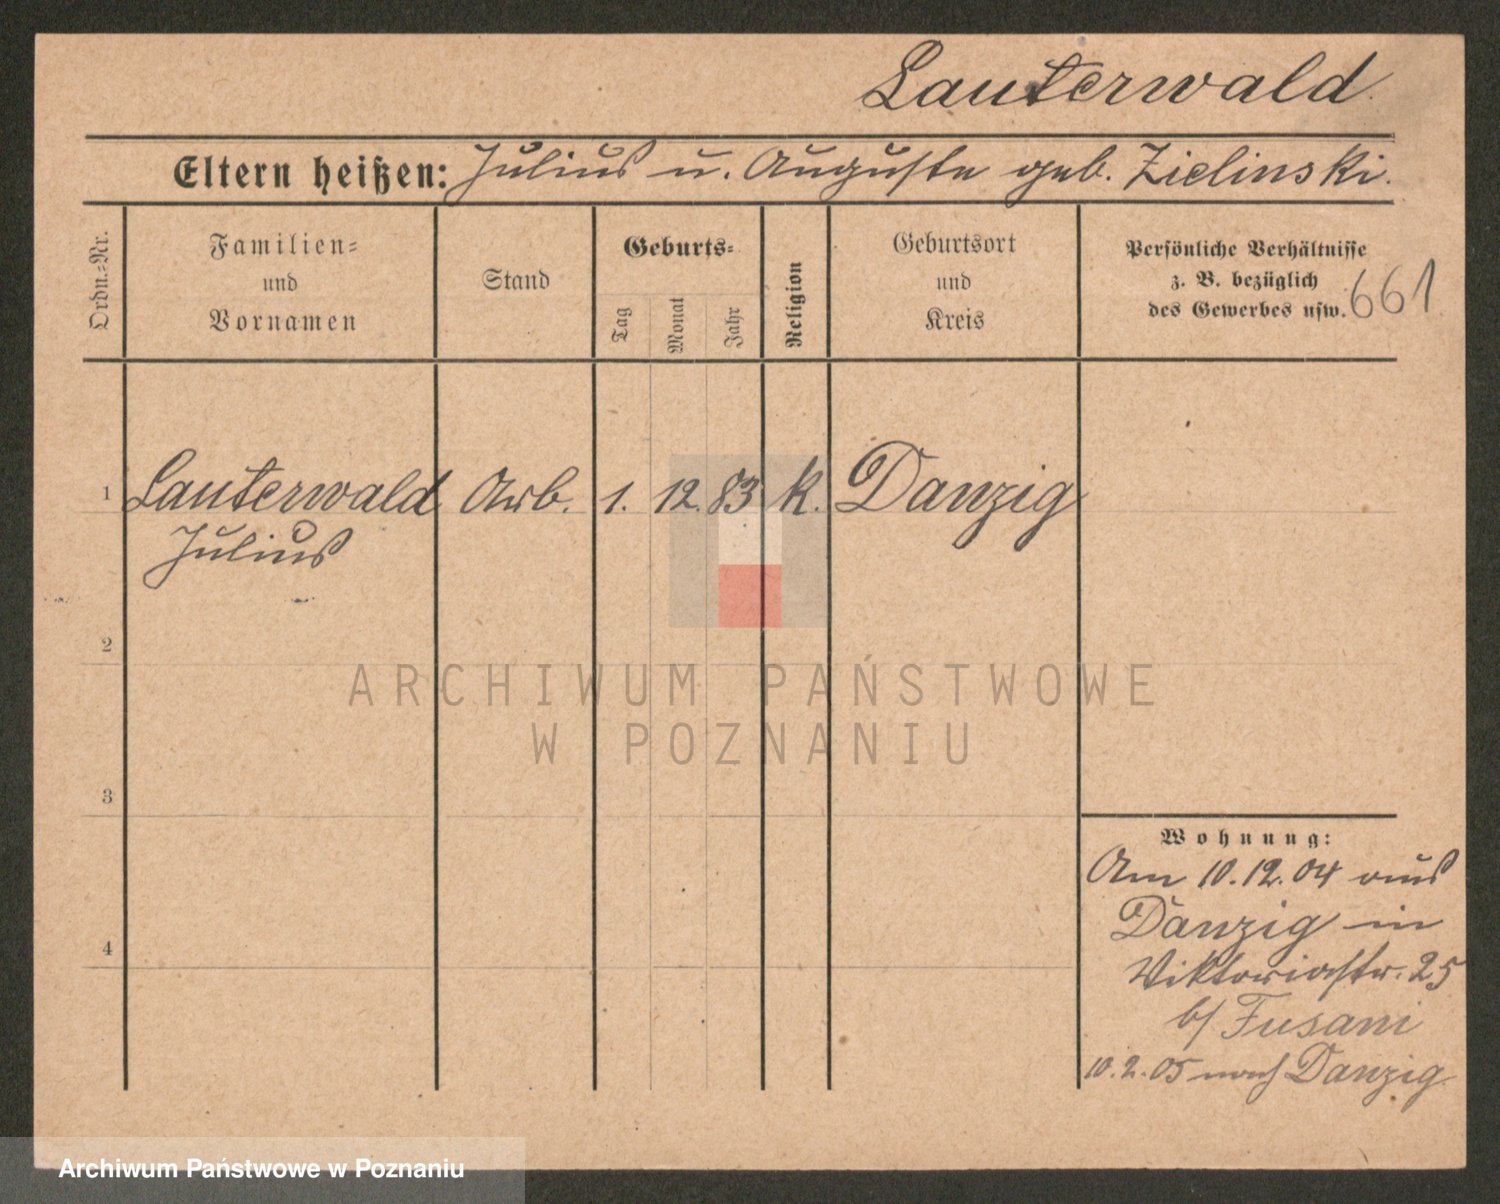 Lauterwald.
Eltern heißen: Julius u. Auguste geb. Zielinski.
Ordn.-Nr.
Familien-
und
Vornamen
Stand
Geburts-
Tag
Monat
Jahr
Religion
Geburtsort
und
Kreis
Persönliche Verhältnisse
z. B. bezüglich
des Gewerbes usw.
661
1 Lauterwald Arb. 1. 12. 83 k. Danzig
Julius
2
ARCHIWUM PAŃSTWOWE
W POZNANIU
3
Wohnung:
Am 10.12.04 aus
Danzig in
Viktoriastr. 25
b/ Fusani
4
10.2.05 nach Danzig
Archiwum Państwowe w Poznaniu